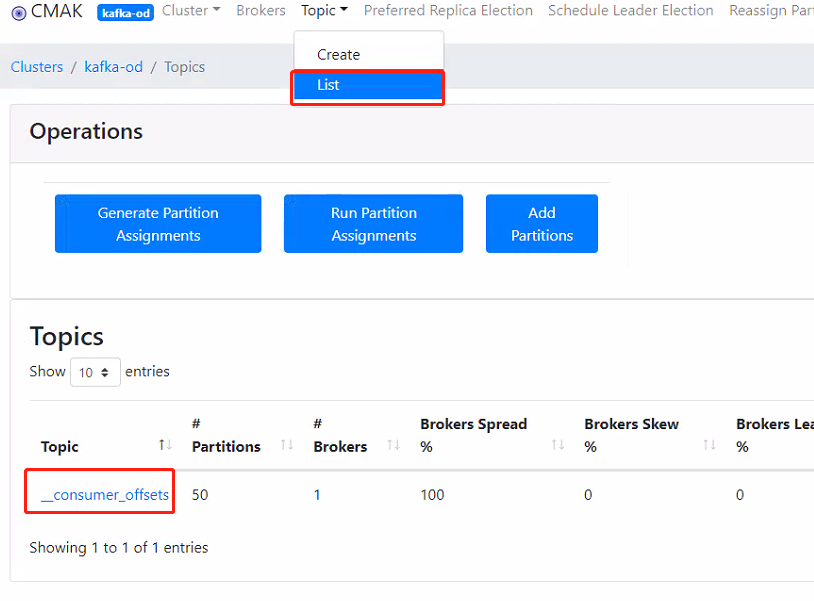 CMAK kafka-od Cluster Brokers Topic Preferred Replica Election Schedule Leader Election Reassign Par
Create
List
Clusters / kafka-od / Topics
Operations
Generate Partition Assignments
Run Partition Assignments
Add Partitions
Topics
Show 10 entries
Topic # Partitions # Brokers Brokers Spread % Brokers Skew % Brokers Lea %
__consumer_offsets 50 1 100 0 0
Showing 1 to 1 of 1 entries